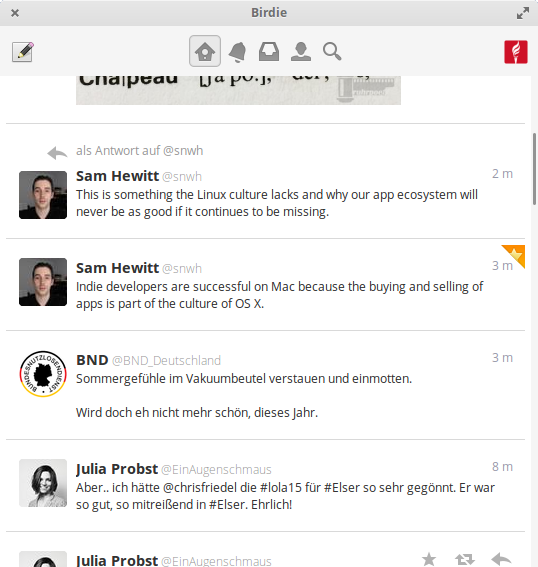 Birdie
Chapeau
als Antwort auf @snwh
Sam Hewitt @snwh 2 m
This is something the Linux culture lacks and why our app ecosystem will
never be as good if it continues to be missing.
Sam Hewitt @snwh 3 m
Indie developers are successful on Mac because the buying and selling of
apps is part of the culture of OS X.
BUNDESNUTZLOSENDIENST
BND @BND_Deutschland 3 m
Sommergefühle im Vakuumbeutel verstauen und einmotten.
Wird doch eh nicht mehr schön, dieses Jahr.
Julia Probst @EinAugenschmaus 8 m
Aber.. ich hätte @chrisfriedel die #lola15 für #Elser so sehr gegönnt. Er war
so gut, so mitreißend in #Elser. Ehrlich!
Julia Probst @EinAugenschmaus